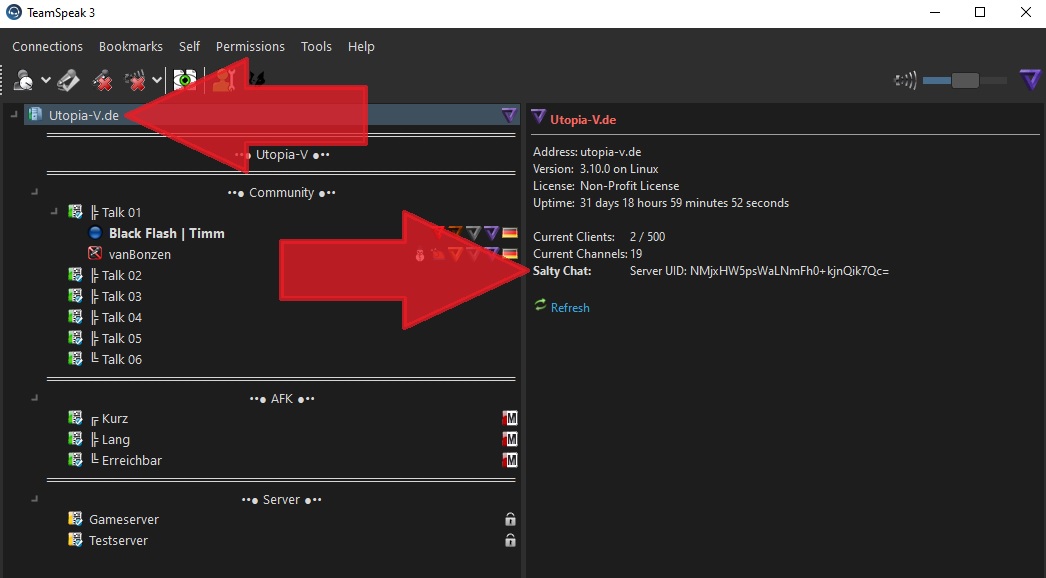 TeamSpeak 3
Connections Bookmarks Self Permissions Tools Help
Utopia-V.de
••● Utopia-V ●••
••● Community ●••
╠ Talk 01
Black Flash | Timm
vanBonzen
╠ Talk 02
╠ Talk 03
╠ Talk 04
╠ Talk 05
╚ Talk 06
••● AFK ●••
╔ Kurz
╠ Lang
╚ Erreichbar
••● Server ●••
Gameserver
Testserver
Utopia-V.de
Address: utopia-v.de
Version: 3.10.0 on Linux
License: Non-Profit License
Uptime: 31 days 18 hours 59 minutes 52 seconds
Current Clients: 2 / 500
Current Channels: 19
Salty Chat: Server UID: NMjxHW5psWaLNmFh0+kjnQik7Qc=
Refresh
M
M
M